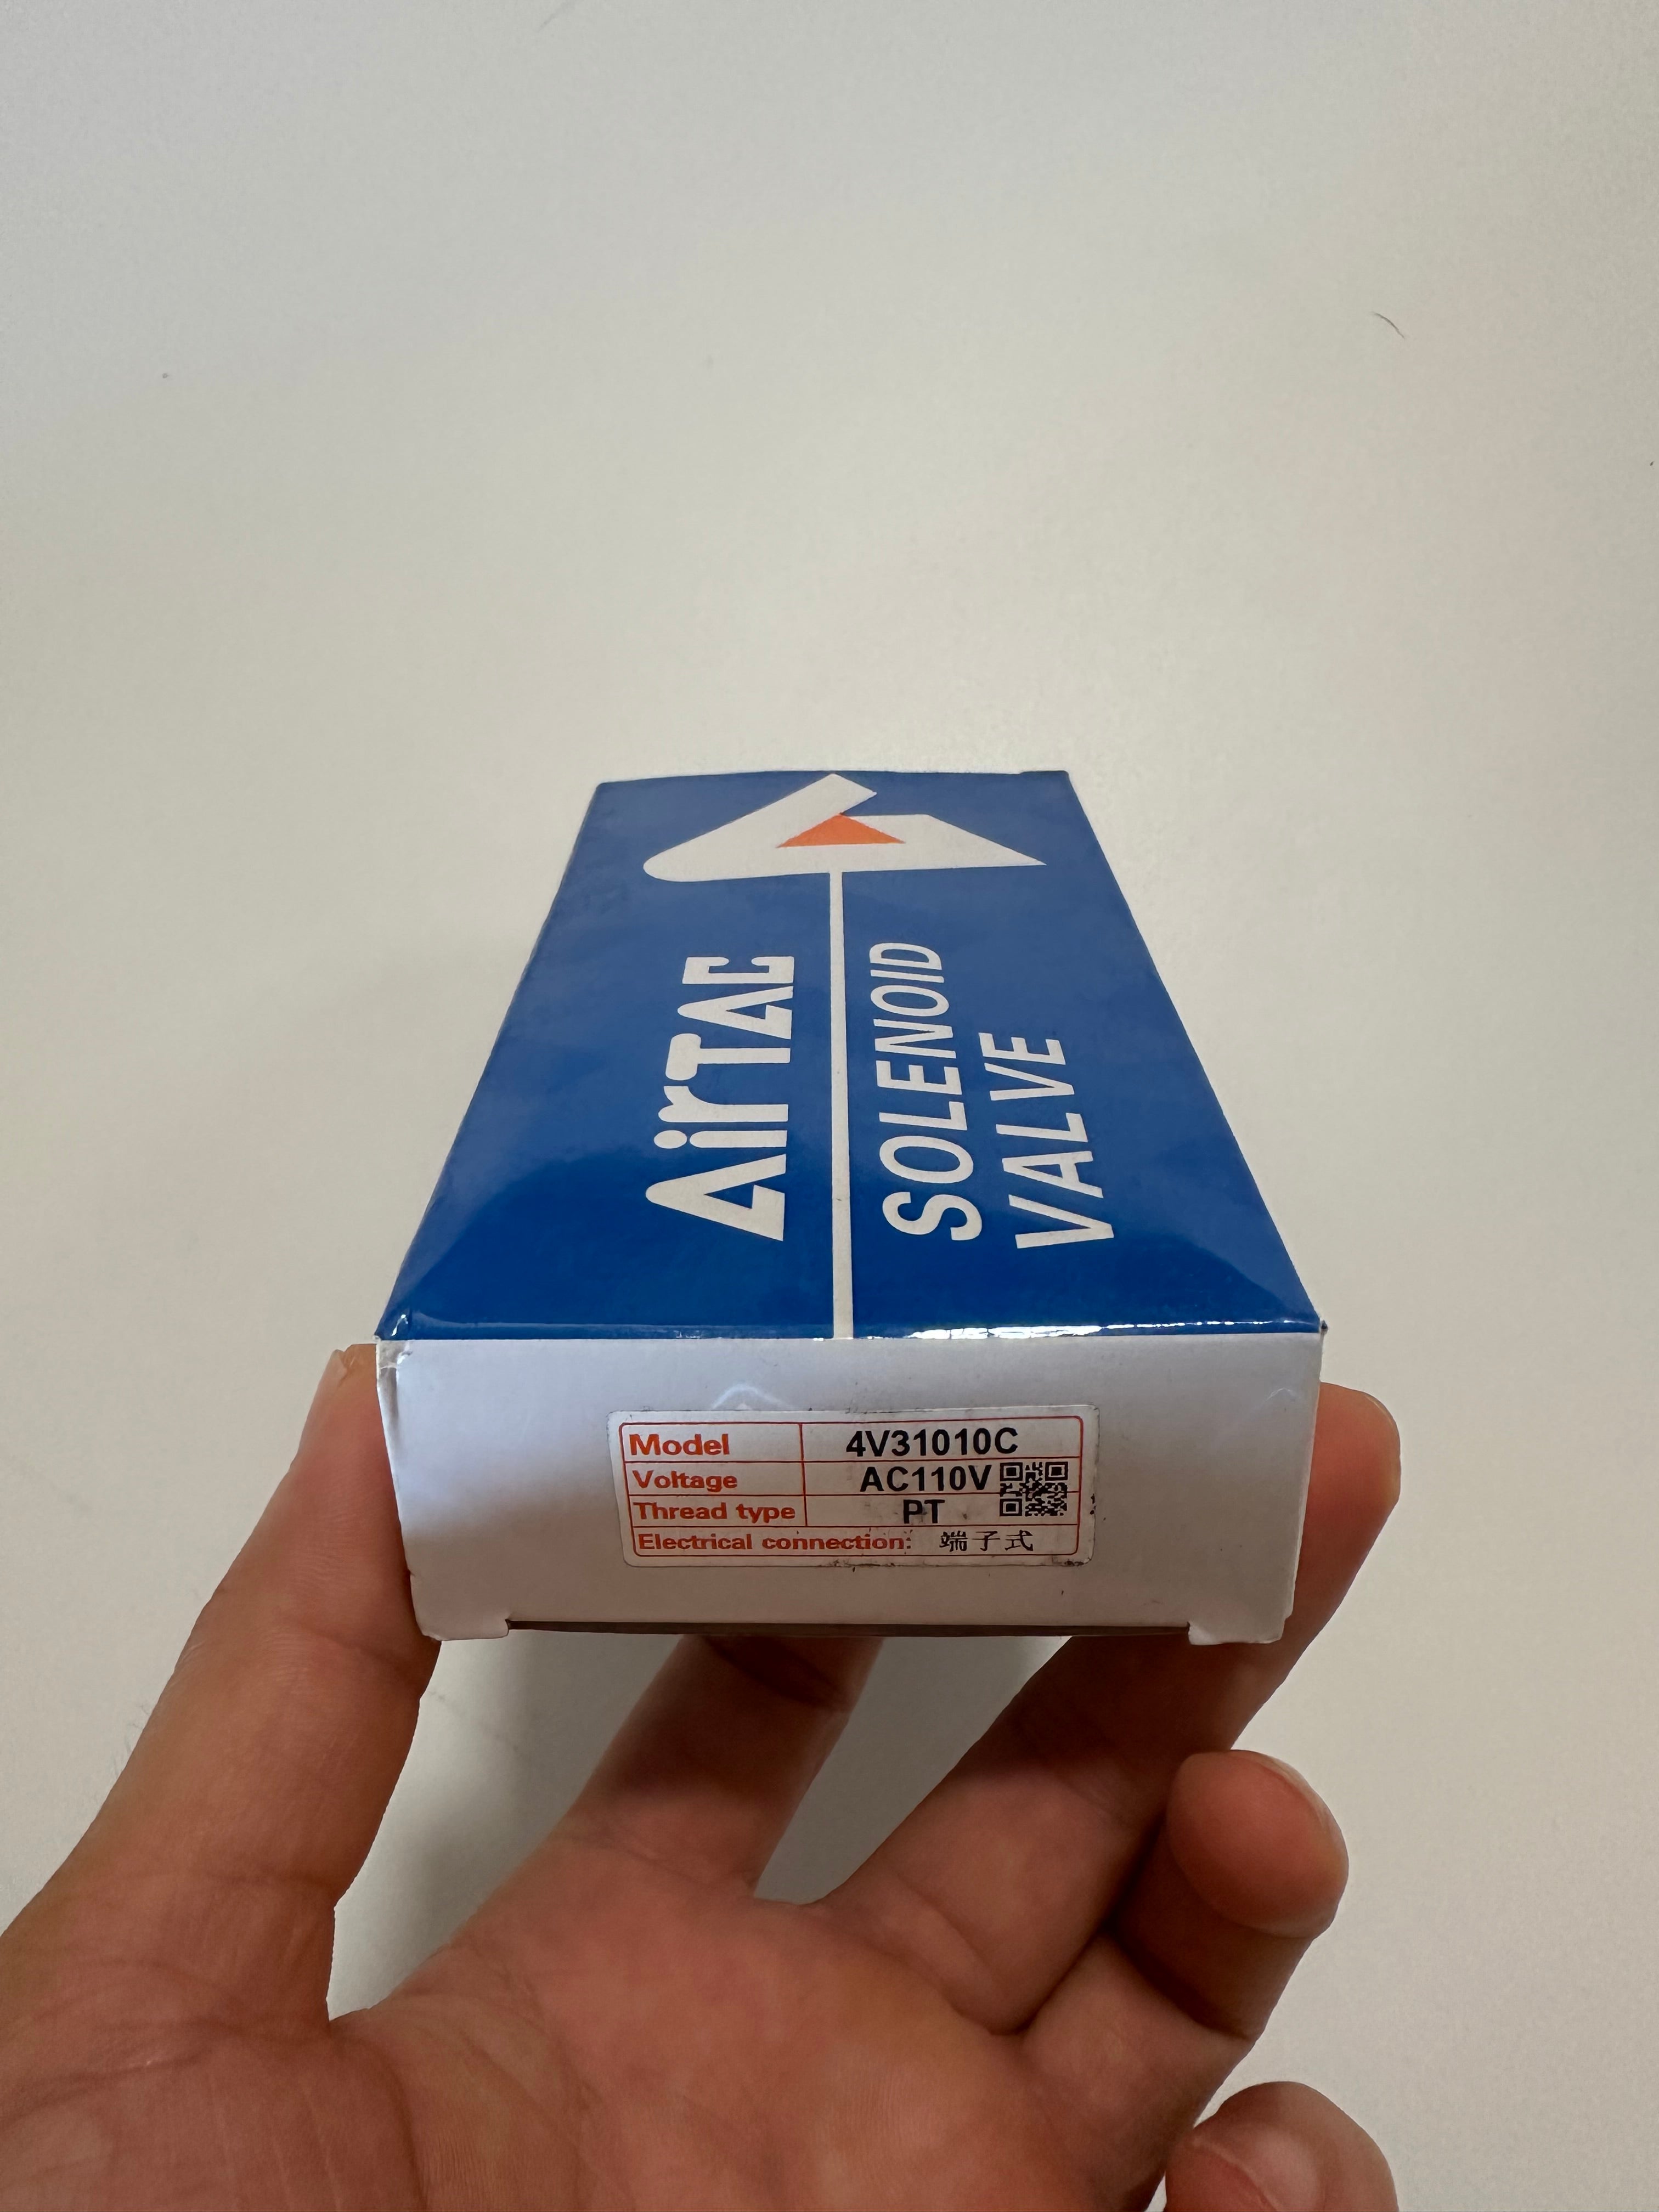 AirTAC
SOLENOID
VALVE
Model 4V31010C
Voltage AC110V
Thread type PT
Electrical connection: 端子式